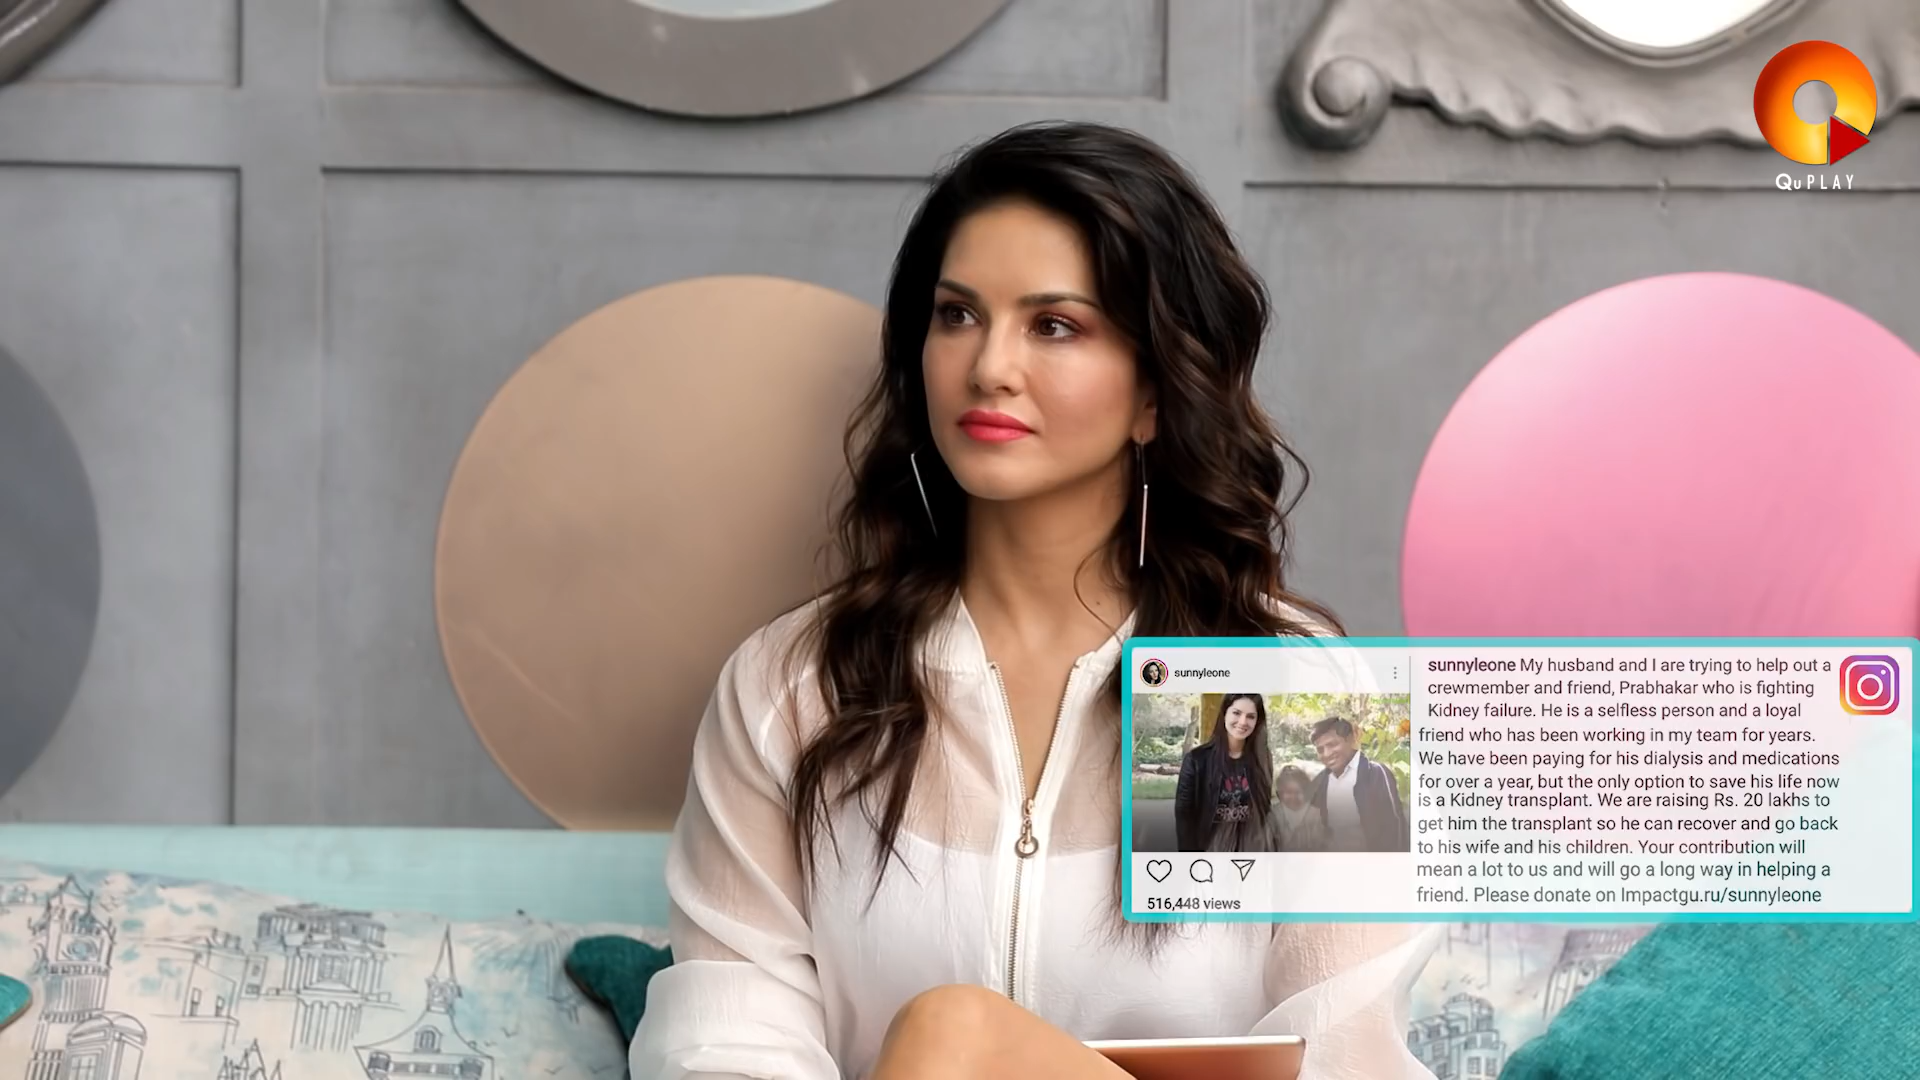 QuPLAY
sunnyleone
516,448 views
sunnyleone My husband and I are trying to help out a
crewmember and friend, Prabhakar who is fighting
Kidney failure. He is a selfless person and a loyal
friend who has been working in my team for years.
We have been paying for his dialysis and medications
for over a year, but the only option to save his life now
is a Kidney transplant. We are raising Rs. 20 lakhs to
get him the transplant so he can recover and go back
to his wife and his children. Your contribution will
mean a lot to us and will go a long way in helping a
friend. Please donate on Impactgu.ru/sunnyleone